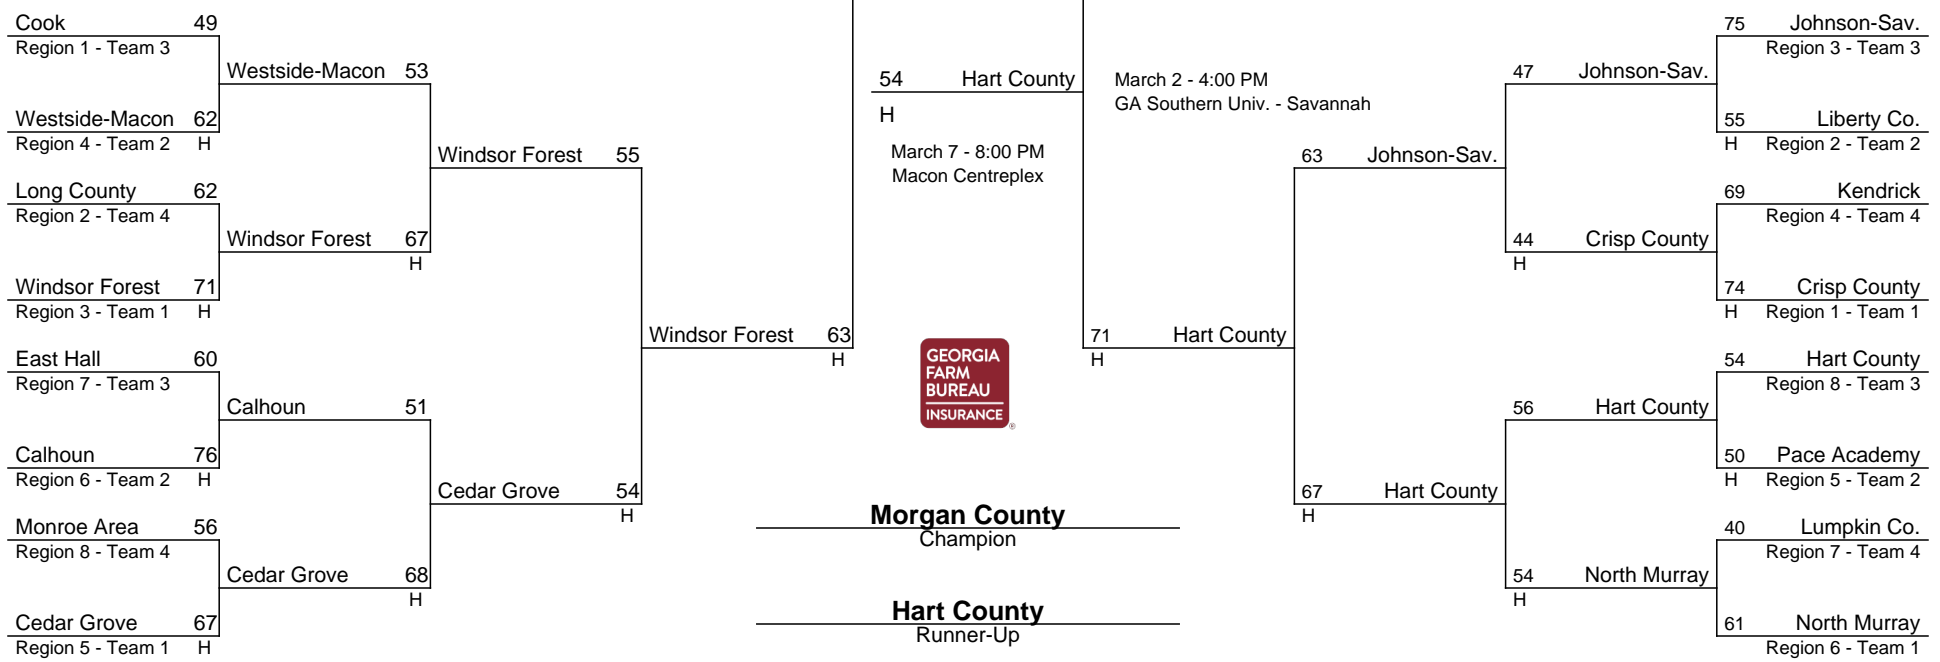 Cook 49
Region 1 - Team 3
Westside-Macon 53
Westside-Macon 62
Region 4 - Team 2 H
Windsor Forest 55
Long County 62
Region 2 - Team 4
Windsor Forest 67
H
Windsor Forest 71
Region 3 - Team 1 H
Windsor Forest 63
H
East Hall 60
Region 7 - Team 3
Calhoun 51
Calhoun 76
Region 6 - Team 2 H
Cedar Grove 54
H
Monroe Area 56
Region 8 - Team 4
Cedar Grove 68
H
Cedar Grove 67
Region 5 - Team 1 H
54 Hart County
H
March 7 - 8:00 PM
Macon Centreplex
GEORGIA
FARM
BUREAU
INSURANCE
®
Morgan County
Champion
Hart County
Runner-Up
March 2 - 4:00 PM
GA Southern Univ. - Savannah
71 Hart County
H
63 Johnson-Sav.
67 Hart County
H
47 Johnson-Sav.
44 Crisp County
H
56 Hart County
54 North Murray
H
75 Johnson-Sav.
Region 3 - Team 3
55 Liberty Co.
H Region 2 - Team 2
69 Kendrick
Region 4 - Team 4
74 Crisp County
H Region 1 - Team 1
54 Hart County
Region 8 - Team 3
50 Pace Academy
H Region 5 - Team 2
40 Lumpkin Co.
Region 7 - Team 4
61 North Murray
Region 6 - Team 1